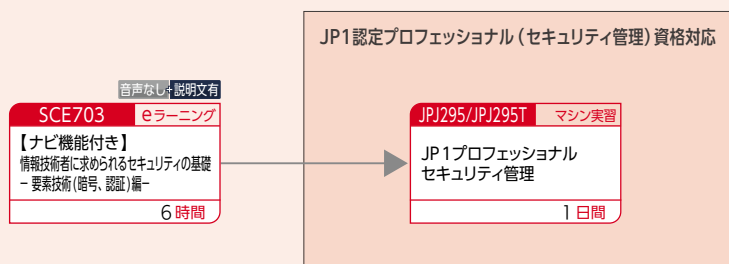 JP1認定プロフェッショナル（セキュリティ管理）資格対応
音声なし+説明文有
SCE703 eラーニング
【ナビ機能付き】
情報技術者に求められるセキュリティの基礎
－要素技術（暗号、認証）編－
6時間
JPJ295/JPJ295T マシン実習
JP1プロフェッショナル
セキュリティ管理
1日間